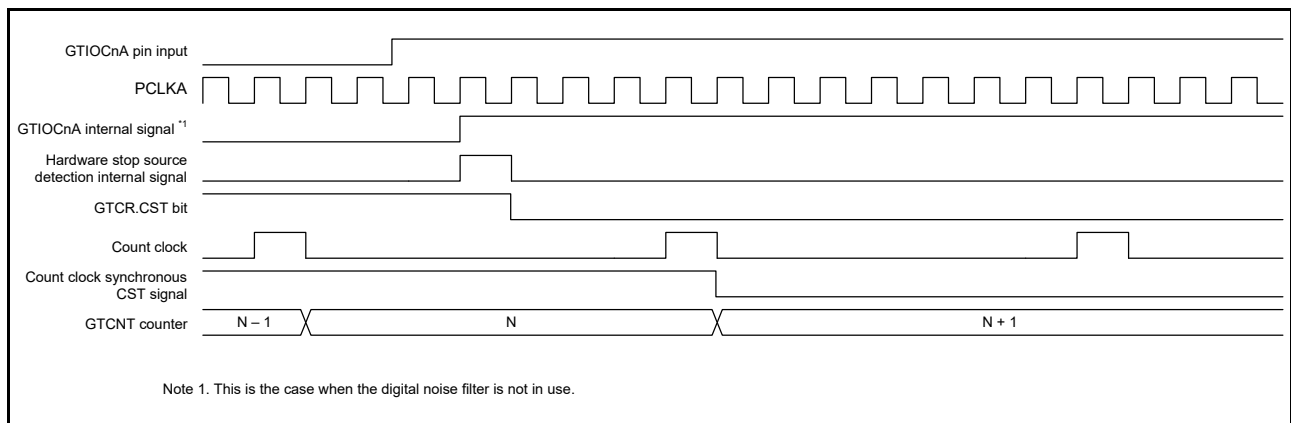 GTIOCnA pin input
PCLKA
GTIOCnA internal signal *1
Hardware stop source
detection internal signal
GTCR.CST bit
Count clock
Count clock synchronous
CST signal
GTCNT counter
N – 1
N
N + 1
Note 1. This is the case when the digital noise filter is not in use.